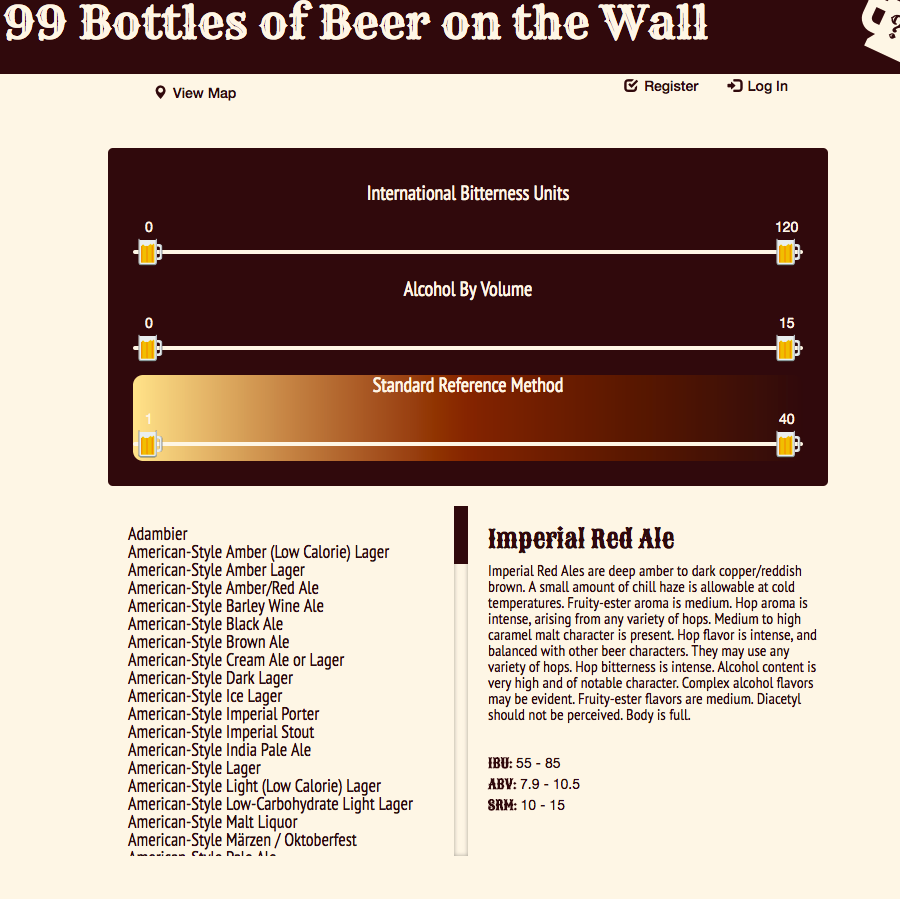 99 Bottles of Beer on the Wall
?
View Map
Register
Log In
International Bitterness Units
0
120
Alcohol By Volume
0
15
Standard Reference Method
1
40
Adambier
American-Style Amber (Low Calorie) Lager
American-Style Amber Lager
American-Style Amber/Red Ale
American-Style Barley Wine Ale
American-Style Black Ale
American-Style Brown Ale
American-Style Cream Ale or Lager
American-Style Dark Lager
American-Style Ice Lager
American-Style Imperial Porter
American-Style Imperial Stout
American-Style India Pale Ale
American-Style Lager
American-Style Light (Low Calorie) Lager
American-Style Low-Carbohydrate Light Lager
American-Style Malt Liquor
American-Style Märzen / Oktoberfest
American-Style Pale Ale
Imperial Red Ale
Imperial Red Ales are deep amber to dark copper/reddish
brown. A small amount of chill haze is allowable at cold
temperatures. Fruity-ester aroma is medium. Hop aroma is
intense, arising from any variety of hops. Medium to high
caramel malt character is present. Hop flavor is intense, and
balanced with other beer characters. They may use any
variety of hops. Hop bitterness is intense. Alcohol content is
very high and of notable character. Complex alcohol flavors
may be evident. Fruity-ester flavors are medium. Diacetyl
should not be perceived. Body is full.
IBU: 55 - 85
ABV: 7.9 - 10.5
SRM: 10 - 15